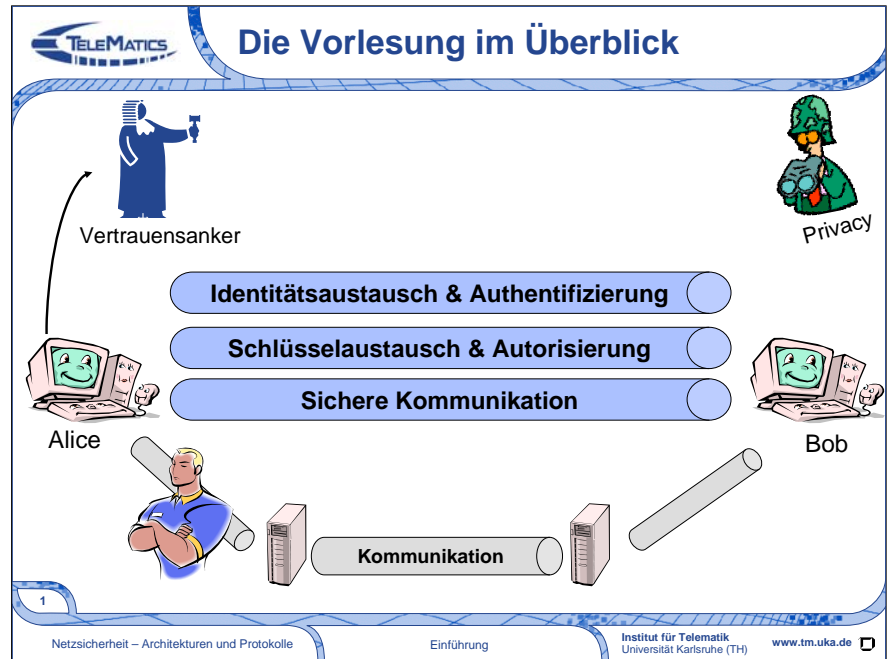 TELEMATICS
Die Vorlesung im Überblick
Vertrauensanker
Privacy
Identitätsaustausch & Authentifizierung
Schlüsselaustausch & Autorisierung
Sichere Kommunikation
Alice
Bob
Kommunikation
1
Netzsicherheit – Architekturen und Protokolle
Einführung
Institut für Telematik
Universität Karlsruhe (TH)
www.tm.uka.de